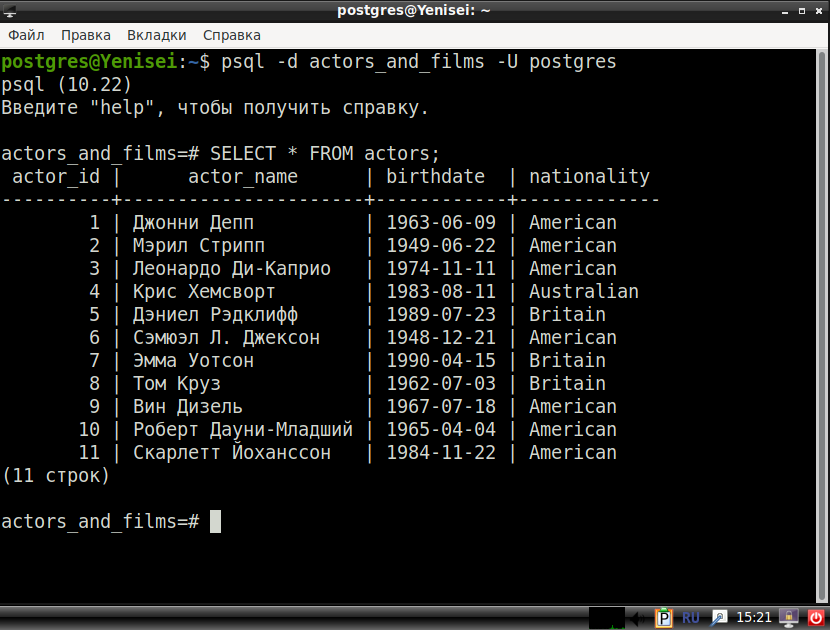 postgres@Yenisei: ~
Файл Правка Вкладки Справка
postgres@Yenisei:~$ psql -d actors_and_films -U postgres
psql (10.22)
Введите "help", чтобы получить справку.
actors_and_films=# SELECT * FROM actors;
actor_id | actor_name | birthdate | nationality
----------+----------------------+------------+-------------
1 | Джонни Депп | 1963-06-09 | American
2 | Мэрил Стрипп | 1949-06-22 | American
3 | Леонардо Ди-Каприо | 1974-11-11 | American
4 | Крис Хемсворт | 1983-08-11 | Australian
5 | Дэниел Рэдклифф | 1989-07-23 | Britain
6 | Сэмюэл Л. Джексон | 1948-12-21 | American
7 | Эмма Уотсон | 1990-04-15 | Britain
8 | Том Круз | 1962-07-03 | Britain
9 | Вин Дизель | 1967-07-18 | American
10 | Роберт Дауни-Младший | 1965-04-04 | American
11 | Скарлетт Йоханссон | 1984-11-22 | American
(11 строк)
actors_and_films=#
P RU 15:21